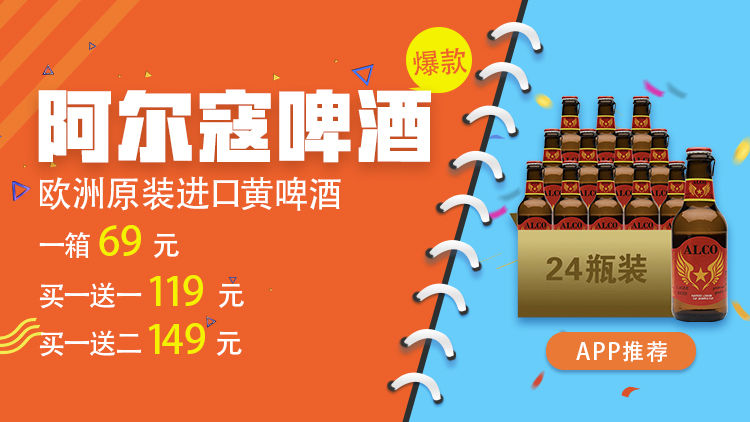 爆款
阿尔寇啤酒
欧洲原装进口黄啤酒
一箱 69 元
买一送一 119 元
买一送二 149 元
ALCO
ALCO
24瓶装
APP推荐